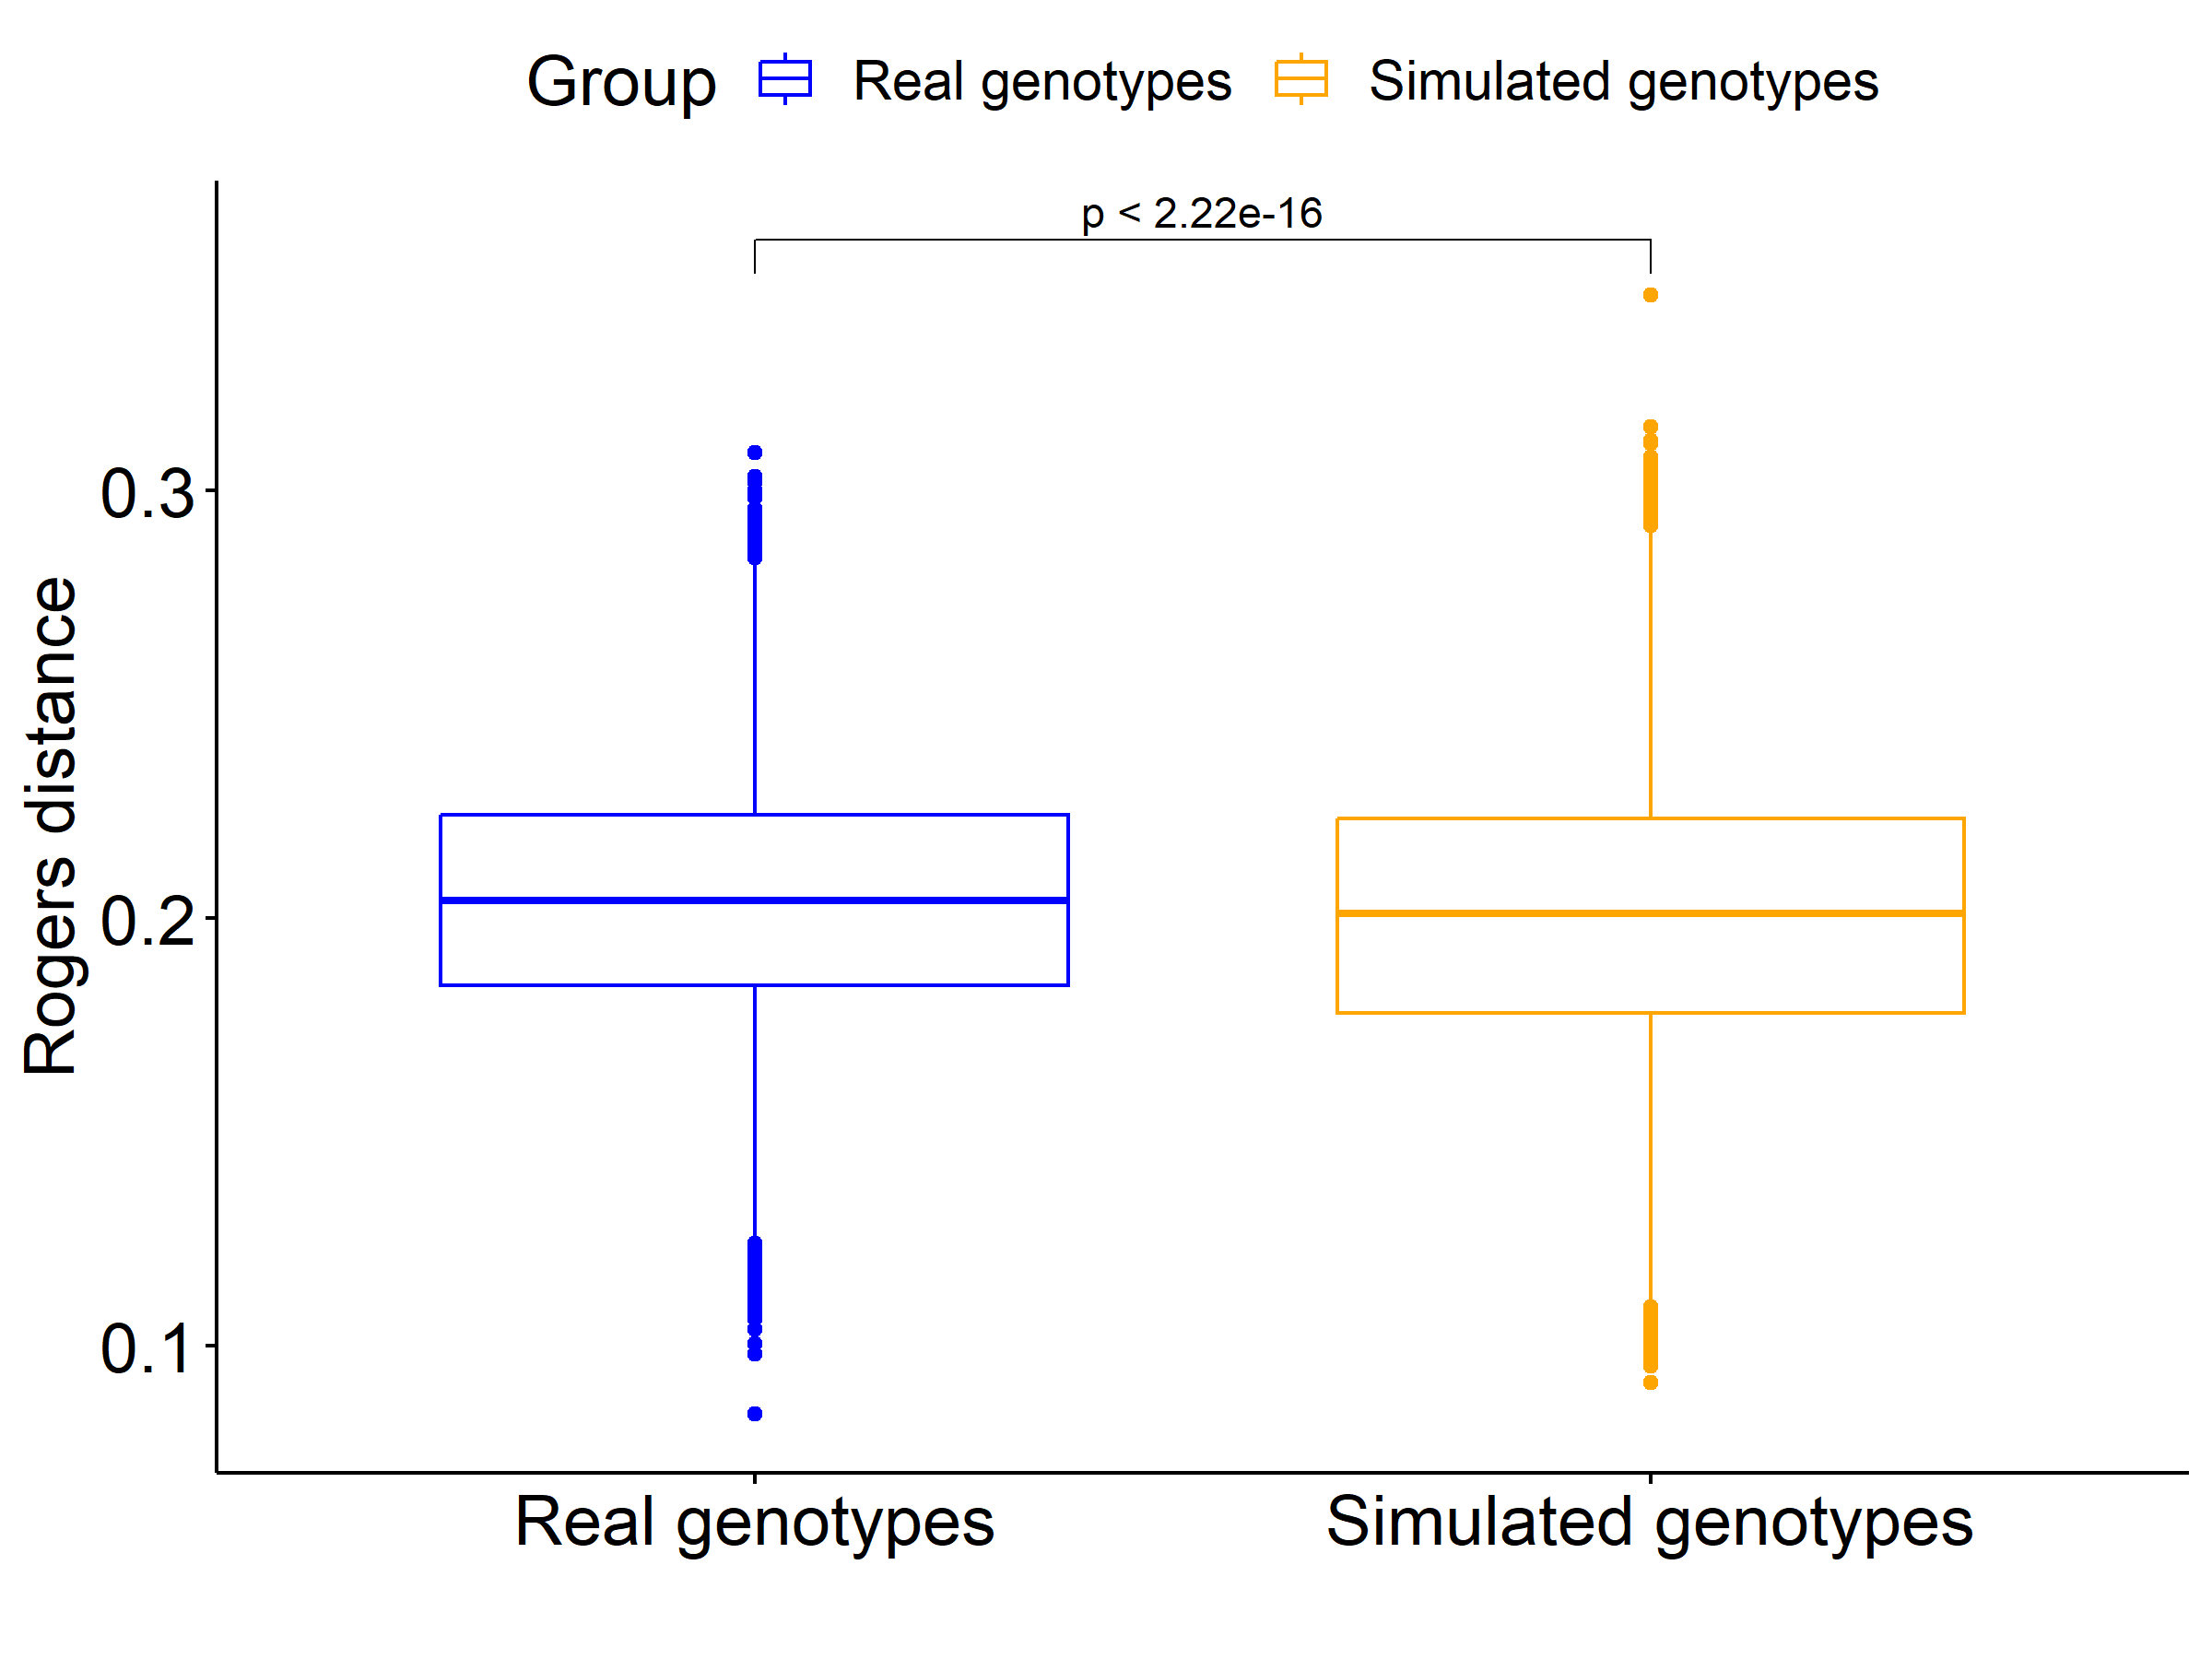 Group Real genotypes Simulated genotypes
p < 2.22e-16
0.3
0.2
0.1
Rogers distance
Real genotypes Simulated genotypes